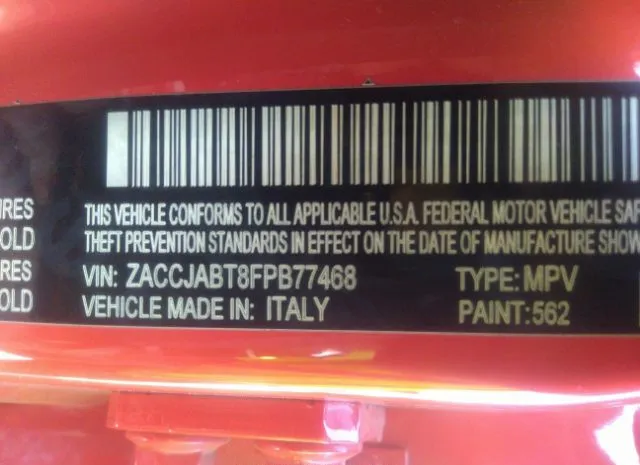 IRES
OLD
RES
OLD
THIS VEHICLE CONFORMS TO ALL APPLICABLE U.S.A. FEDERAL MOTOR VEHICLE SAF
THEFT PREVENTION STANDARDS IN EFFECT ON THE DATE OF MANUFACTURE SHOW
VIN: ZACCJABT8FPB77468 TYPE: MPV
VEHICLE MADE IN: ITALY PAINT:562